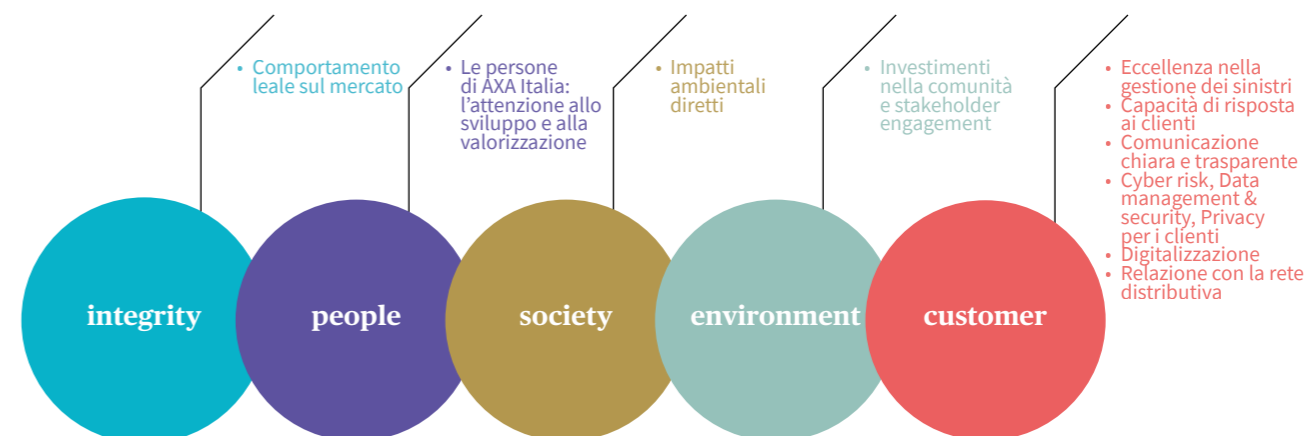 • Comportamento
leale sul mercato
• Le persone
di AXA Italia:
l'attenzione allo
sviluppo e alla
valorizzazione
• Impatti
ambientali
diretti
• Investimenti
nella comunità
e stakeholder
engagement
• Eccellenza nella
gestione dei sinistri
• Capacità di risposta
ai clienti
• Comunicazione
chiara e trasparente
• Cyber risk, Data
management &
security, Privacy
per i clienti
• Digitalizzazione
• Relazione con la rete
distributiva
integrity
people
society
environment
customer